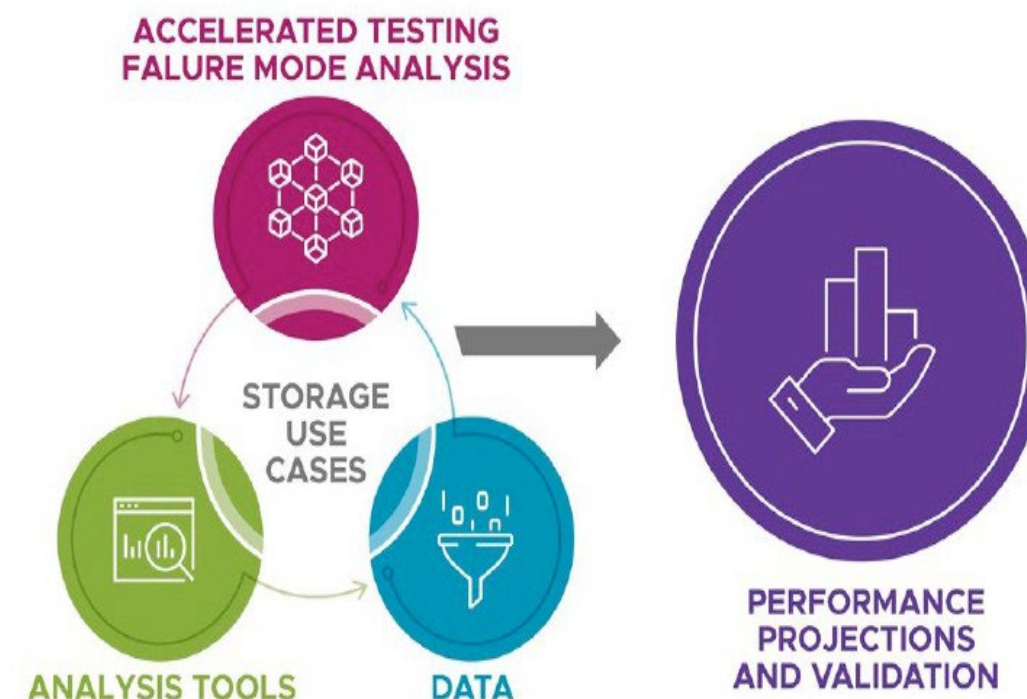 ACCELERATED TESTING
FALURE MODE ANALYSIS
STORAGE
USE
CASES
ANALYSIS TOOLS
DATA
PERFORMANCE
PROJECTIONS
AND VALIDATION